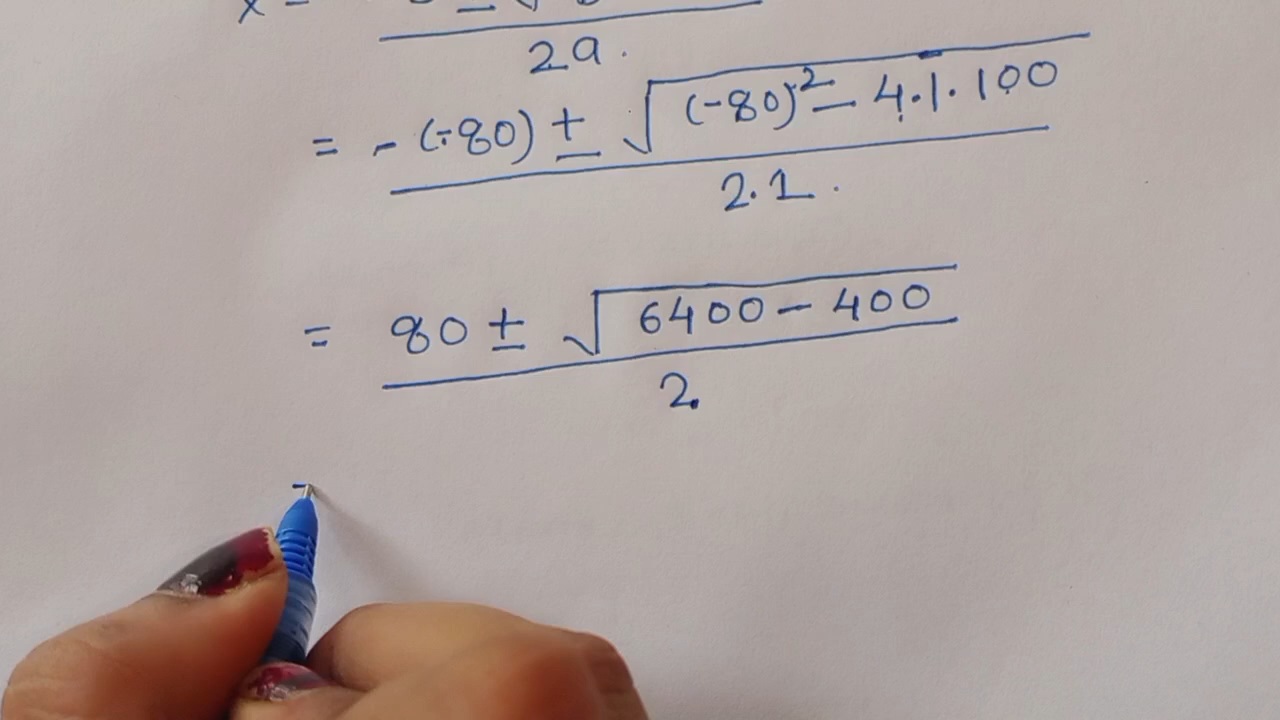 x =
2a.
= -(-80) ± √(-80)² - 4.1.100
2.1.
= 80 ± √6400 - 400
2.
-